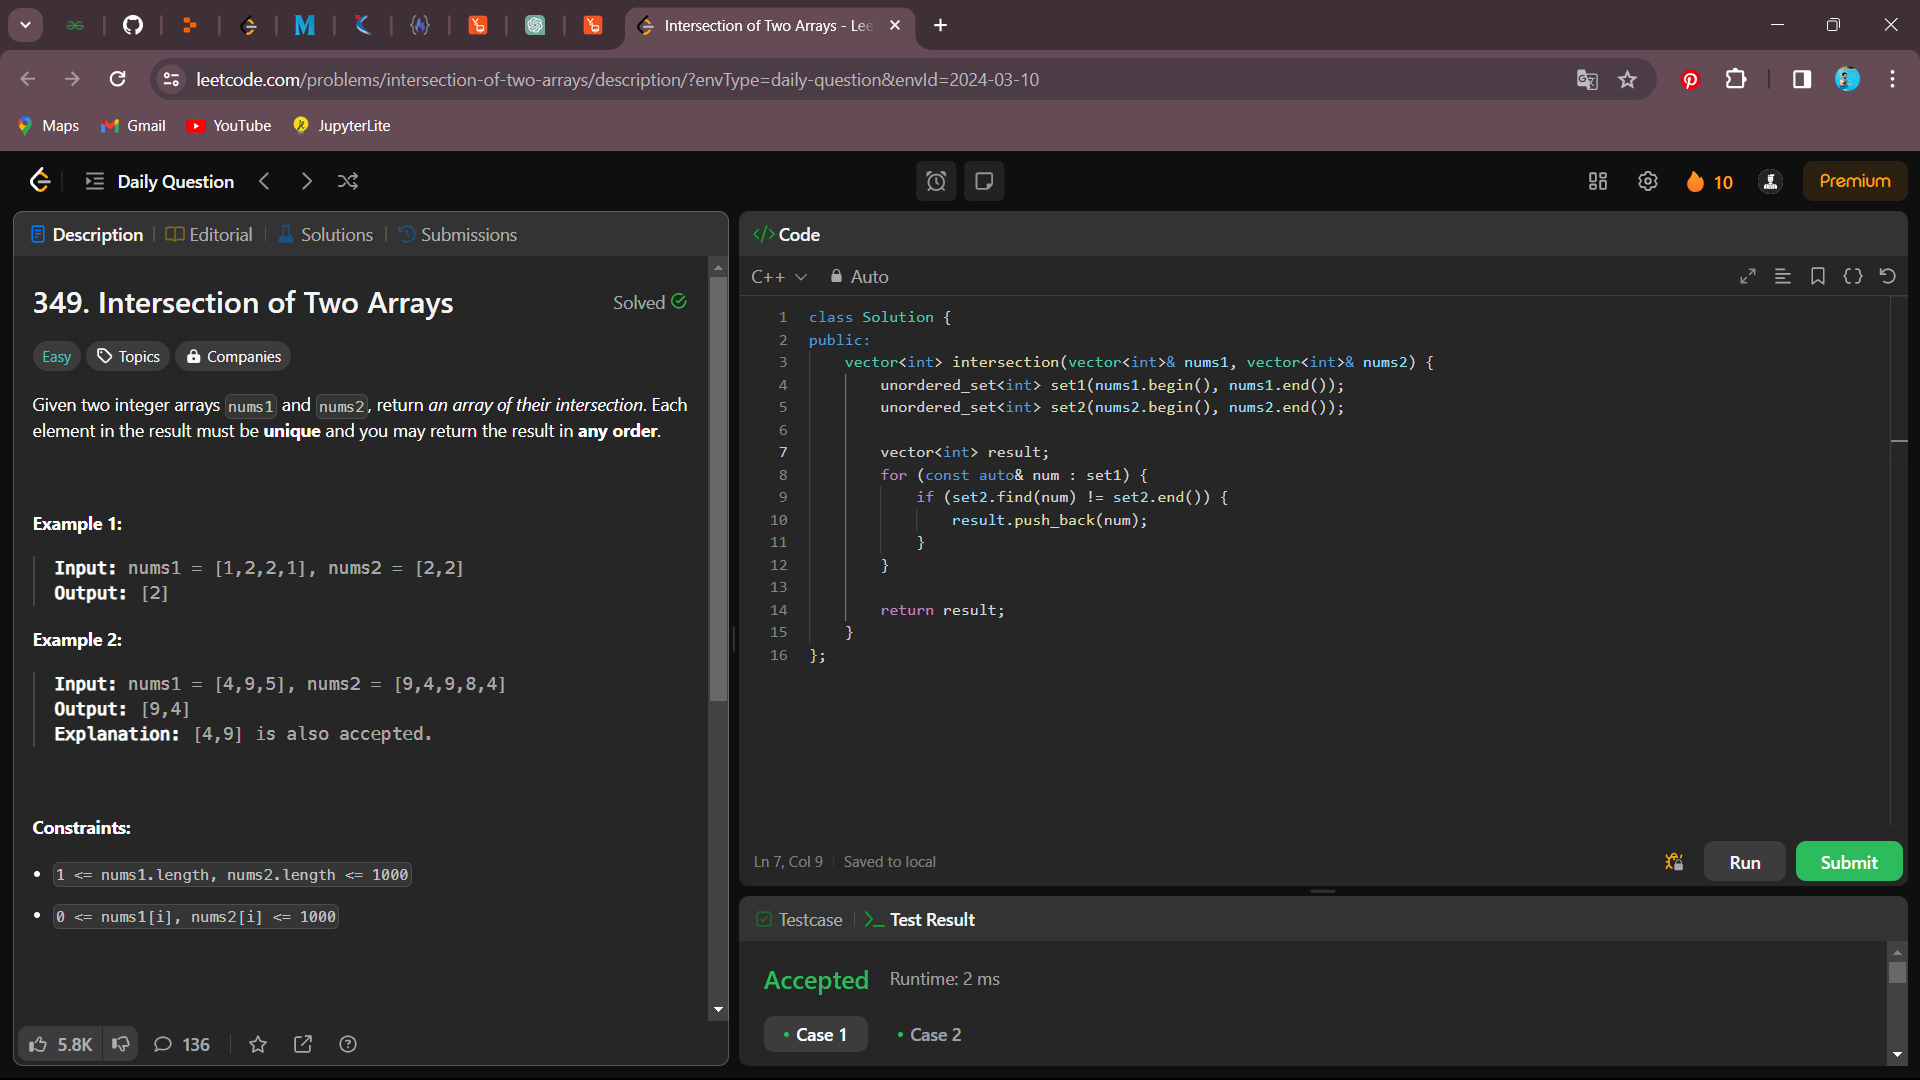 Intersection of Two Arrays - Lee
leetcode.com/problems/intersection-of-two-arrays/description/?envType=daily-question&envId=2024-03-10
Maps
Gmail
YouTube
JupyterLite
Daily Question
10
Premium
Description
Editorial
Solutions
Submissions
349. Intersection of Two Arrays
Solved
Easy
Topics
Companies
Given two integer arrays nums1 and nums2, return an array of their intersection. Each
element in the result must be unique and you may return the result in any order.
Example 1:
Input: nums1 = [1,2,2,1], nums2 = [2,2]
Output: [2]
Example 2:
Input: nums1 = [4,9,5], nums2 = [9,4,9,8,4]
Output: [9,4]
Explanation: [4,9] is also accepted.
Constraints:
• 1 <= nums1.length, nums2.length <= 1000
• 0 <= nums1[i], nums2[i] <= 1000
5.8K
136
</> Code
C++
Auto
1 class Solution {
2 public:
3     vector<int> intersection(vector<int>& nums1, vector<int>& nums2) {
4         unordered_set<int> set1(nums1.begin(), nums1.end());
5         unordered_set<int> set2(nums2.begin(), nums2.end());
6
7         vector<int> result;
8         for (const auto& num : set1) {
9             if (set2.find(num) != set2.end()) {
10                 result.push_back(num);
11             }
12         }
13
14         return result;
15     }
16 };
Ln 7, Col 9
Saved to local
Run
Submit
Testcase
>_ Test Result
Accepted
Runtime: 2 ms
• Case 1
• Case 2